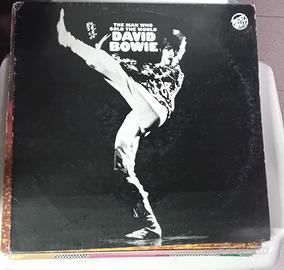 THE MAN WHO
SOLD THE WORLD
DAVID
BOWIE